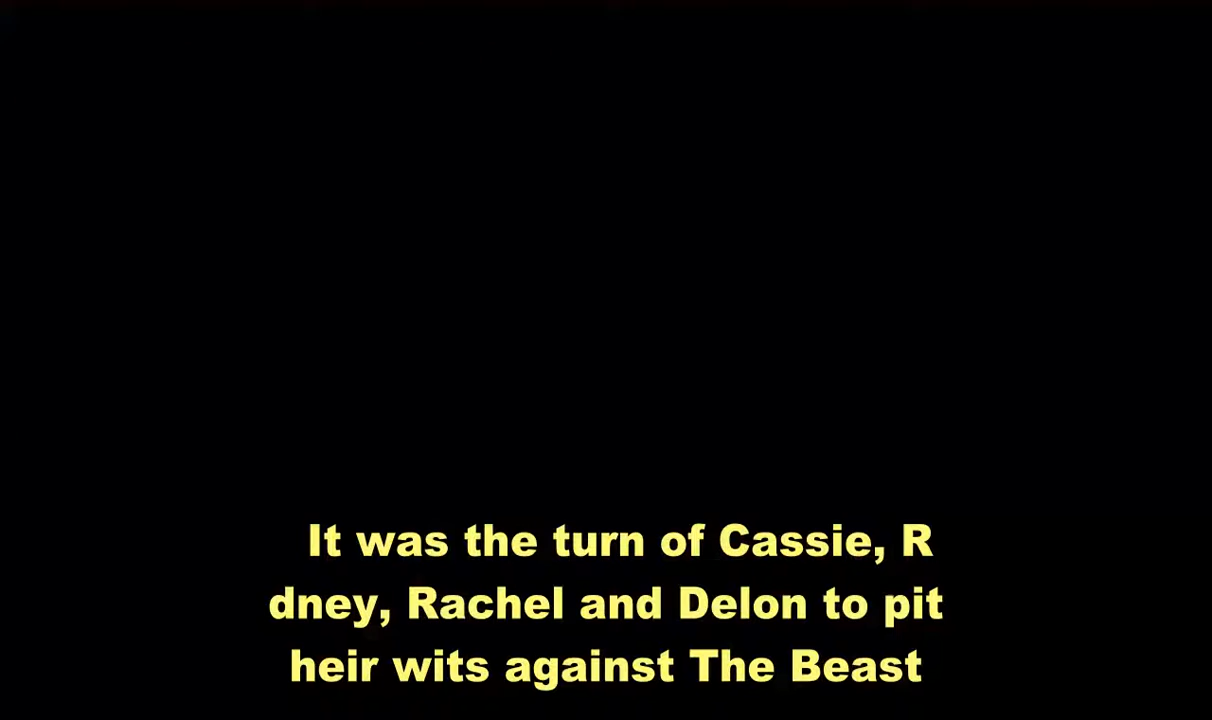 It was the turn of Cassie, R
dney, Rachel and Delon to pit
heir wits against The Beast